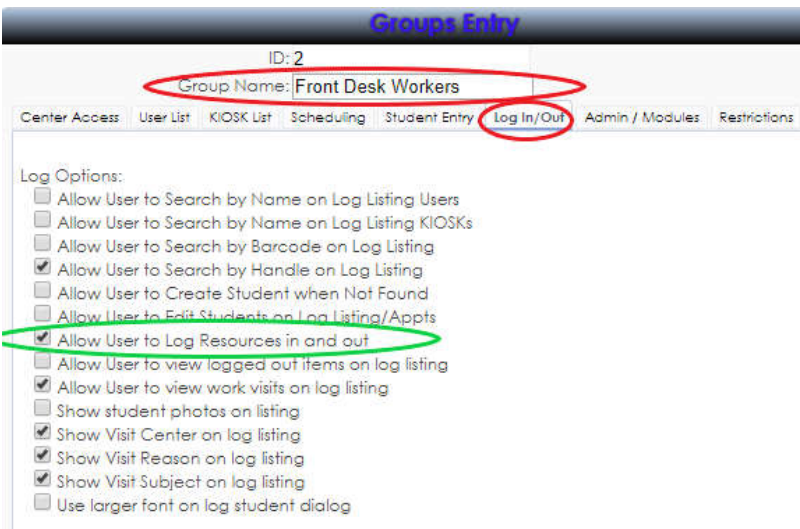 Groups Entry
ID: 2
Group Name: Front Desk Workers
Center Access User List KIOSK List Scheduling Student Entry Log In/Out Admin / Modules Restrictions
Log Options:
Allow User to Search by Name on Log Listing Users
Allow User to Search by Name on Log Listing KIOSKs
Allow User to Search by Barcode on Log Listing
Allow User to Search by Handle on Log Listing
Allow User to Create Student when Not Found
Allow User to Edit Students on Log Listing/Appts
Allow User to Log Resources in and out
Allow User to view logged out items on log listing
Allow User to view work visits on log listing
Show student photos on listing
Show Visit Center on log listing
Show Visit Reason on log listing
Show Visit Subject on log listing
Use larger font on log student dialog